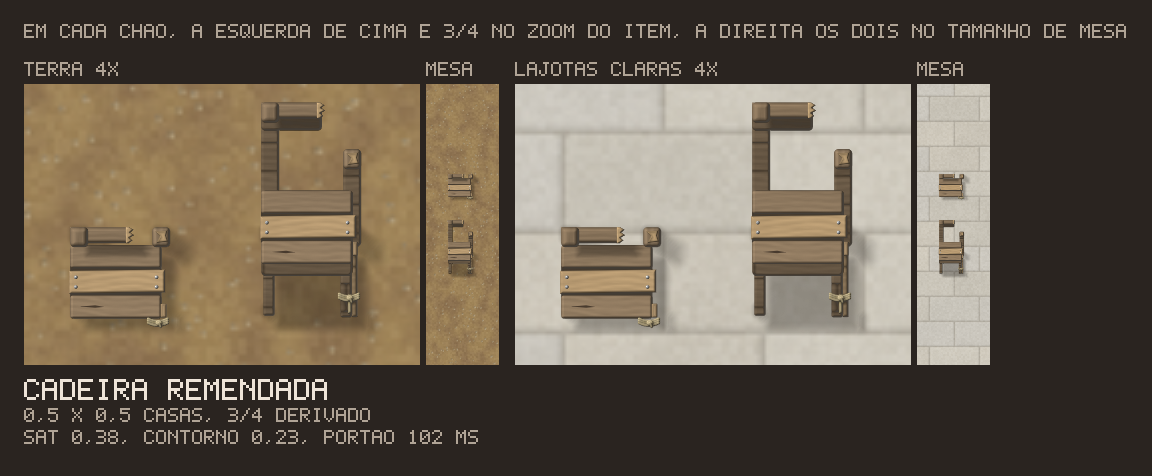 EM CADA CHAO, A ESQUERDA DE CIMA E 3/4 NO ZOOM DO ITEM, A DIREITA OS DOIS NO TAMANHO DE MESA
TERRA 4X MESA LAJOTAS CLARAS 4X MESA
CADEIRA REMENDADA
0,5 X 0,5 CASAS, 3/4 DERIVADO
SAT 0,38, CONTORNO 0,23, PORTAO 102 MS